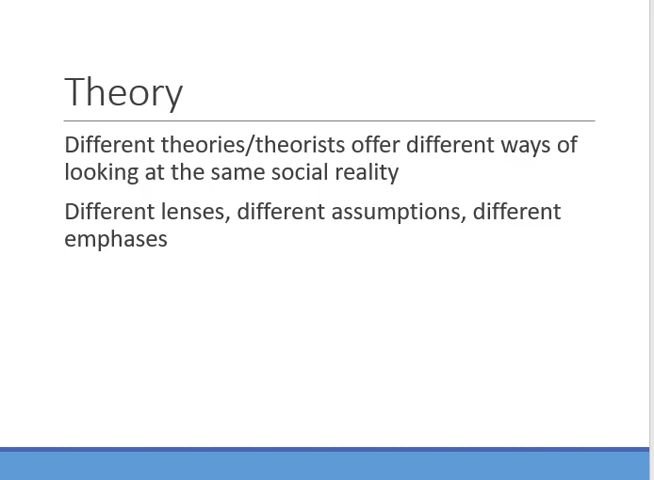 Theory
Different theories/theorists offer different ways of
looking at the same social reality
Different lenses, different assumptions, different
emphases